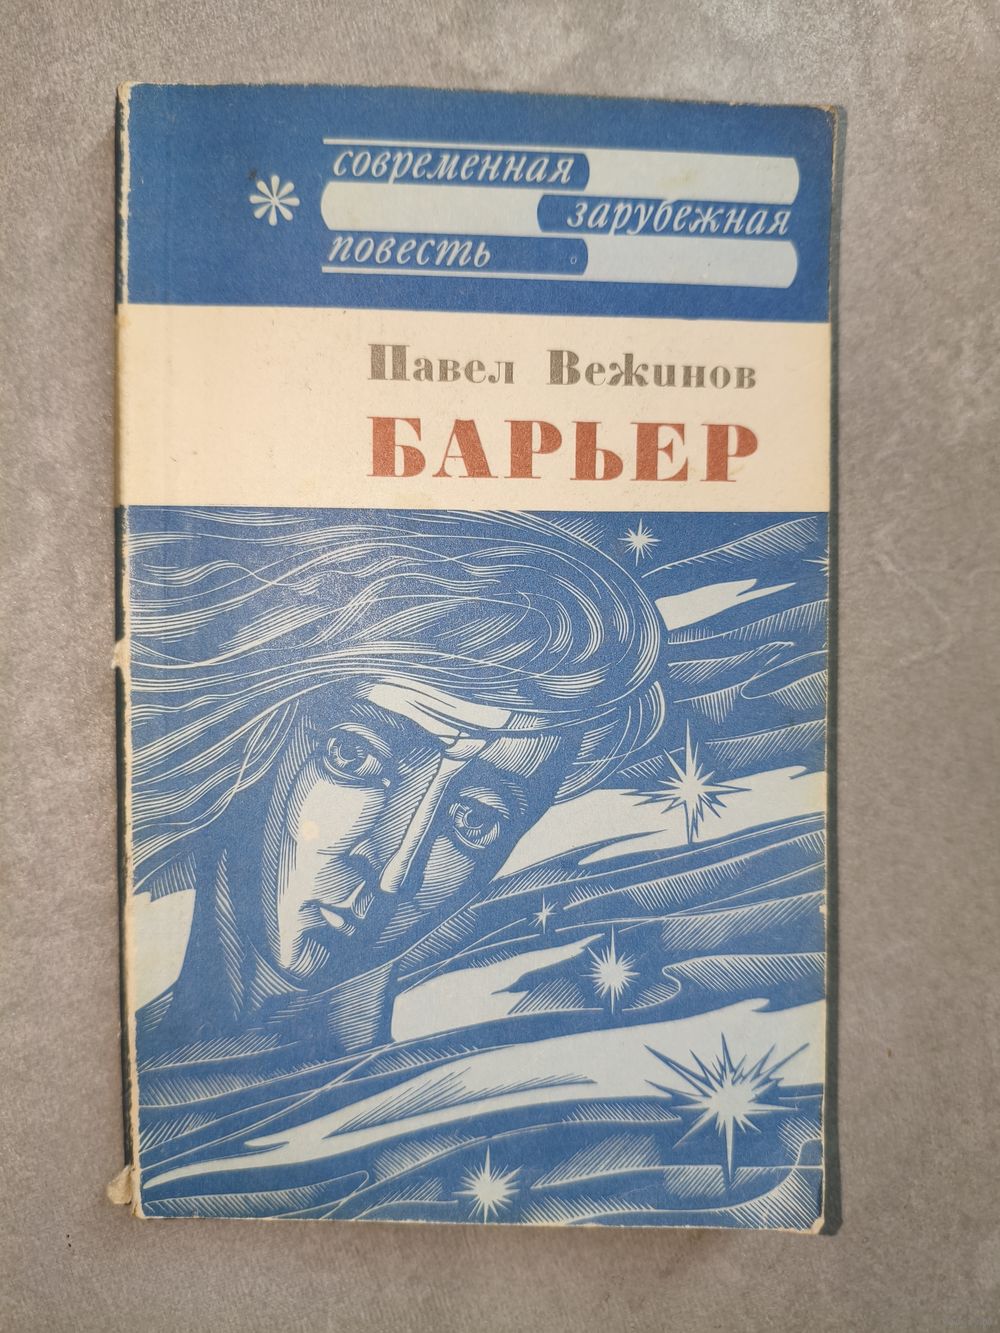 современная
зарубежная
повесть
Павел Вежинов
БАРЬЕР